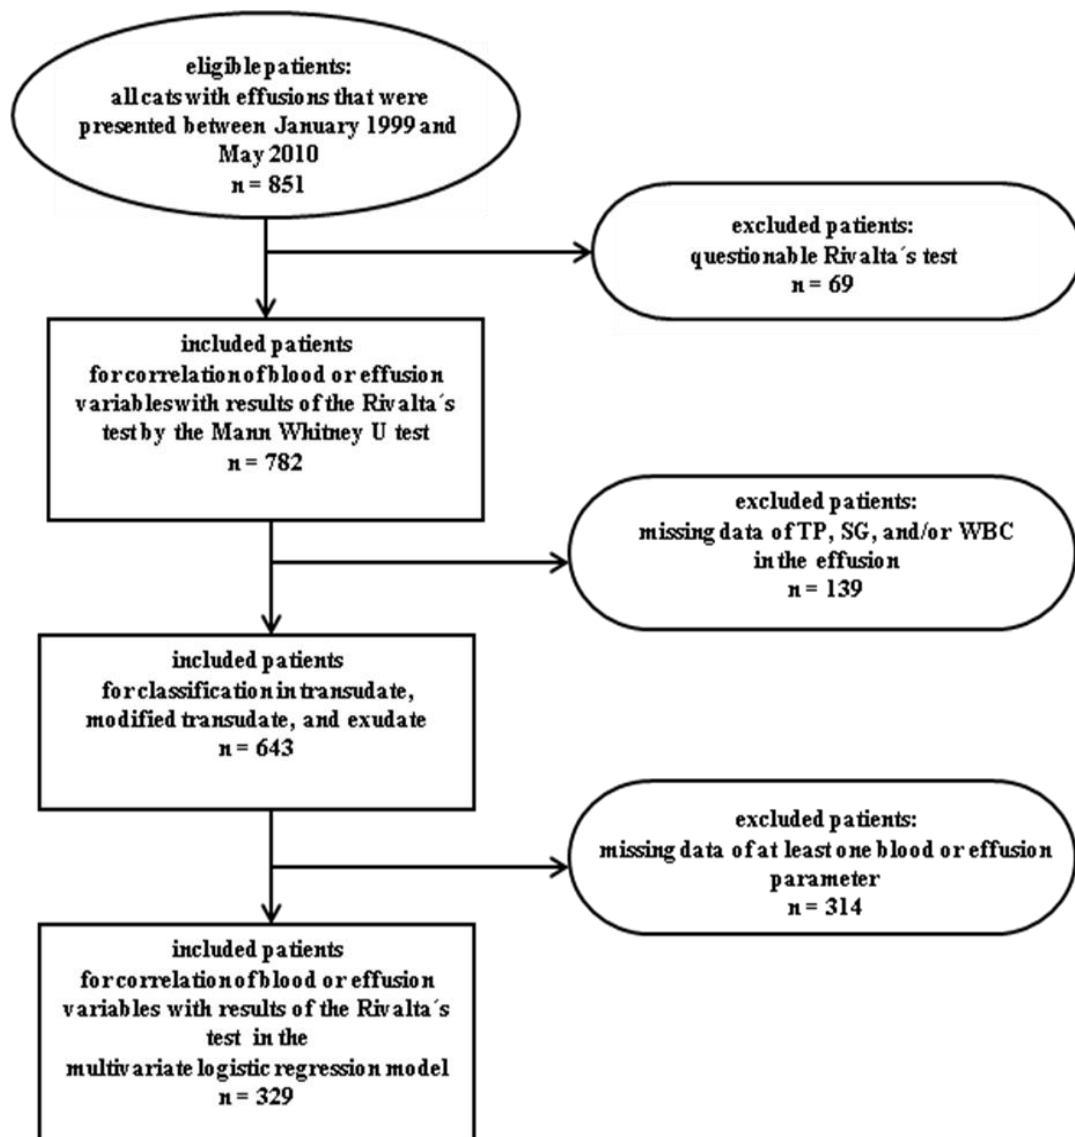 eligible patients:
all cats with effusions that were
presented between January 1999 and
May 2010
n = 851
excluded patients:
questionable Rivalta´s test
n = 69
included patients
for correlation of blood or effusion
variables with results of the Rivalta´s
test by the Mann Whitney U test
n = 782
excluded patients:
missing data of TP, SG, and/or WBC
in the effusion
n = 139
included patients
for classification in transudate,
modified transudate, and exudate
n = 643
excluded patients:
missing data of at least one blood or effusion
parameter
n = 314
included patients
for correlation of blood or effusion
variables with results of the Rivalta´s
test in the
multivariate logistic regression model
n = 329